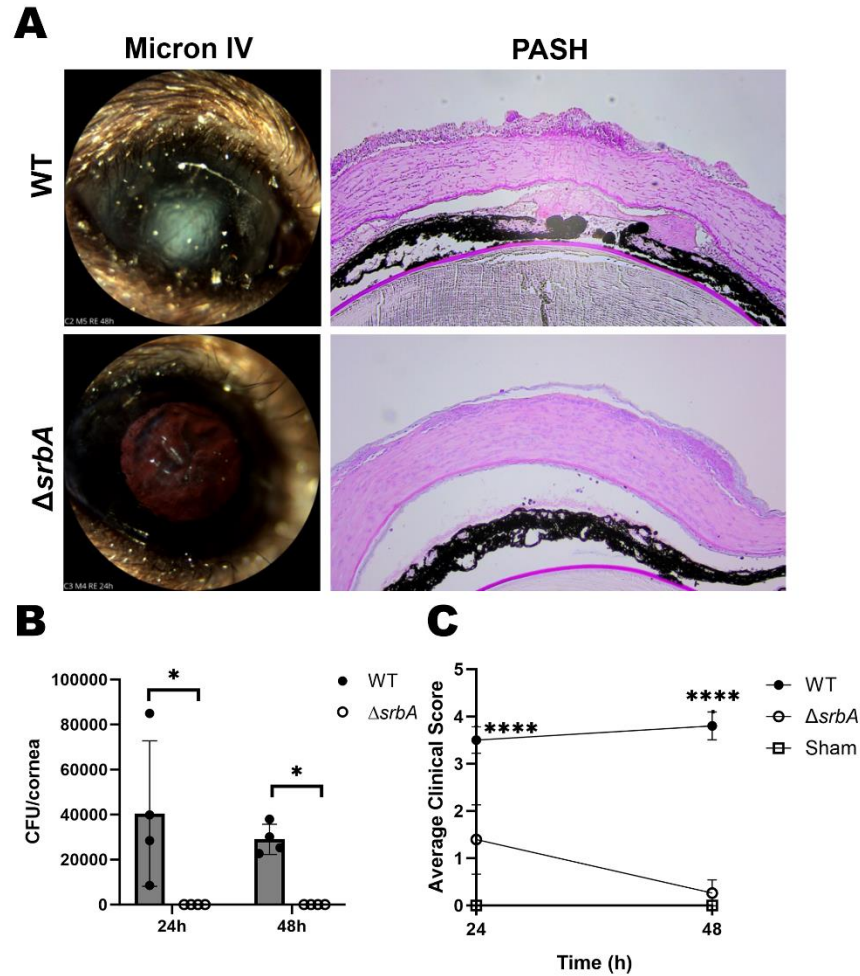 A
Micron IV
PASH
WT
C2 M5 RE 48h
ΔsrbA
C3 M4 RE 24h
B
CFU/cornea
100000
80000
60000
40000
20000
0
*
*
24h
48h
WT
ΔsrbA
C
Average Clinical Score
5
4
3
2
1
0
****
****
24
48
Time (h)
WT
ΔsrbA
Sham